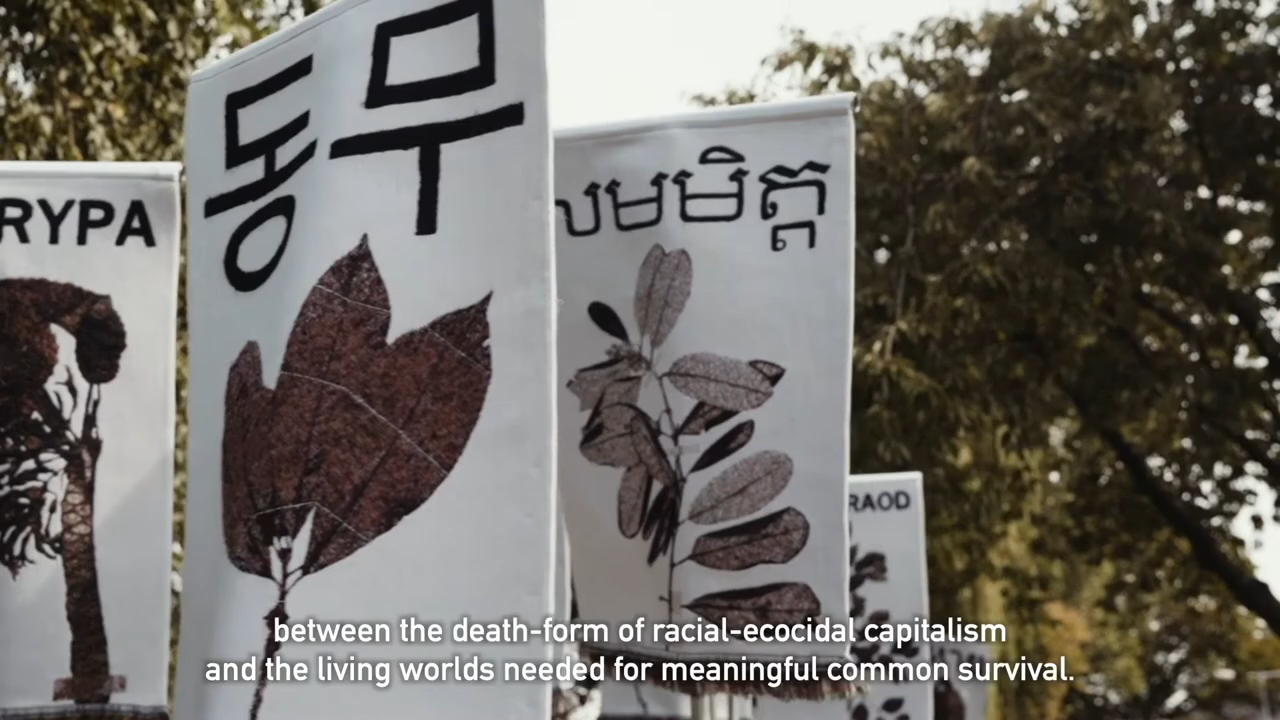 RYPA
동무
មមិត្ត
RAOD
between the death-form of racial-ecocidal capitalism
and the living worlds needed for meaningful common survival.